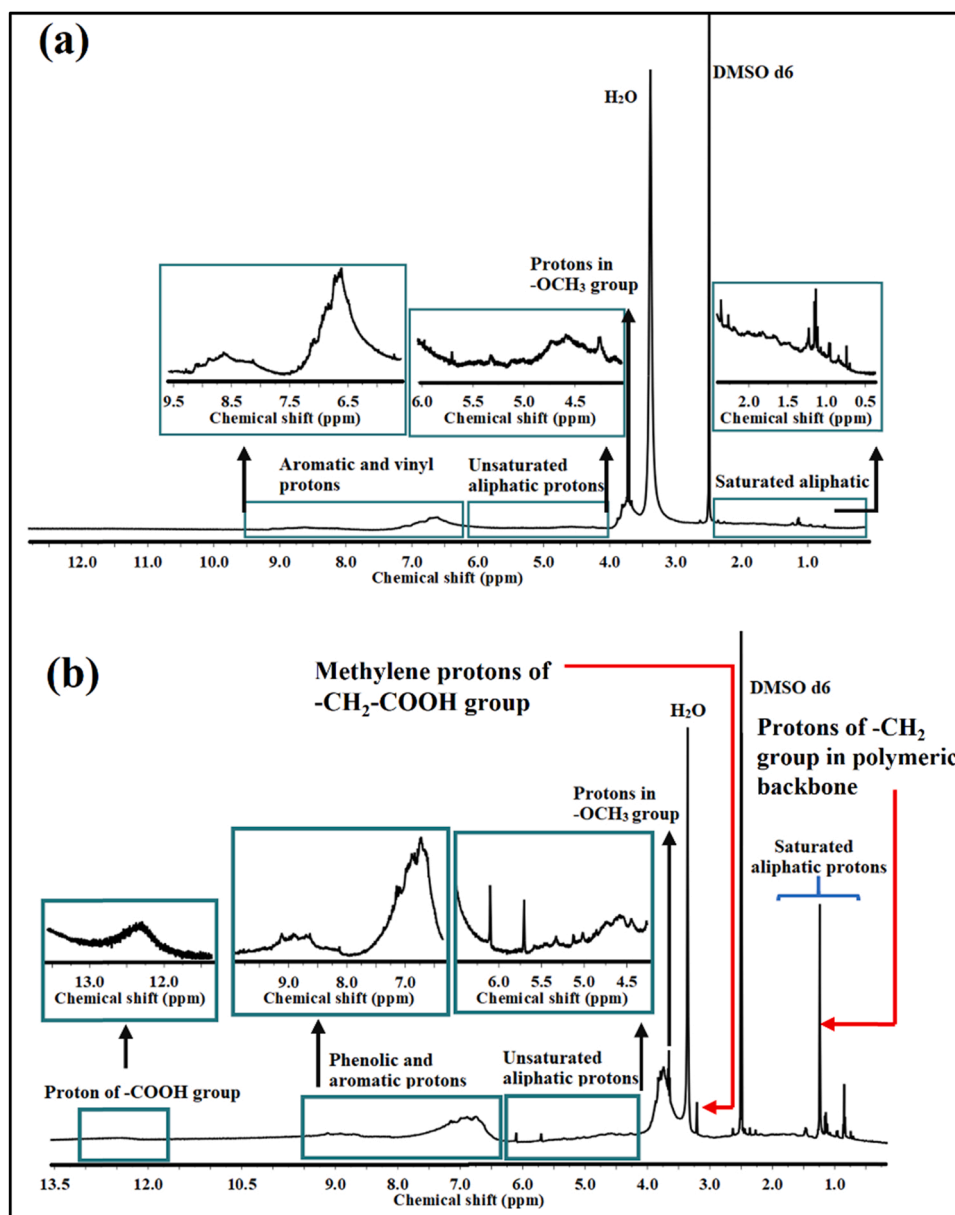 (a)
DMSO d6
H₂O
Protons in
-OCH₃ group
9.5 8.5 7.5 6.5
Chemical shift (ppm)
6.0 5.5 5.0 4.5
Chemical shift (ppm)
2.0 1.5 1.0 0.5
Chemical shift (ppm)
Aromatic and vinyl
protons
Unsaturated
aliphatic protons
Saturated aliphatic
12.0 11.0 10.0 9.0 8.0 7.0 6.0 5.0 4.0 3.0 2.0 1.0
Chemical shift (ppm)
(b)
Methylene protons of
-CH₂-COOH group
DMSO d6
H₂O
Protons of -CH₂
group in polymeric
backbone
Protons in
-OCH₃ group
Saturated
aliphatic protons
13.0 12.0
Chemical shift (ppm)
9.0 8.0 7.0
Chemical shift (ppm)
6.0 5.5 5.0 4.5
Chemical shift (ppm)
Phenolic and
aromatic protons
Unsaturated
aliphatic protons
Proton of -COOH group
13.5 12.0 10.5 9.0 8.0 7.0 6.0 5.0 4.0 3.0 2.0 1.0
Chemical shift (ppm)